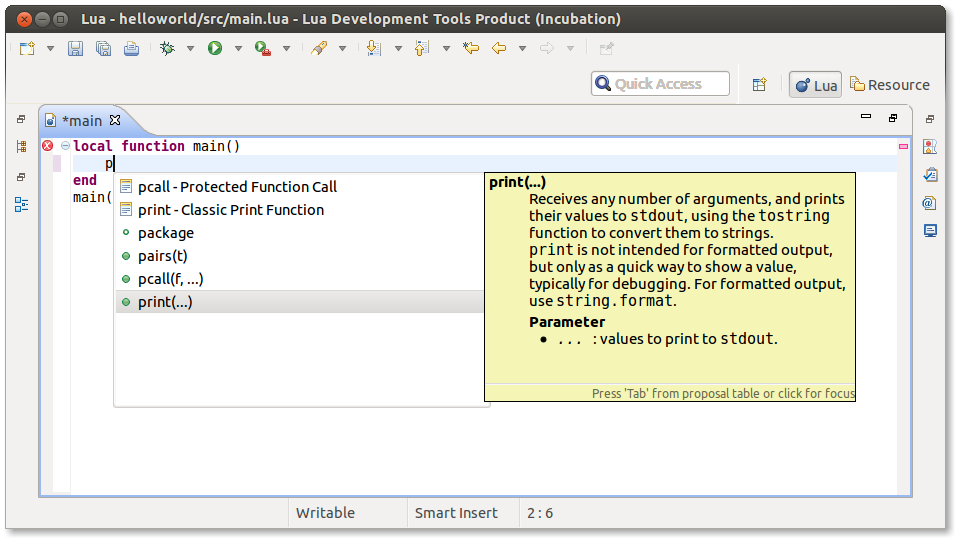 Lua - helloworld/src/main.lua - Lua Development Tools Product (Incubation)
Quick Access
Lua
Resource
*main
local function main()
p
end
main(
pcall - Protected Function Call
print - Classic Print Function
package
pairs(t)
pcall(f, ...)
print(...)
print(...)
Receives any number of arguments, and prints
their values to stdout, using the tostring
function to convert them to strings.
print is not intended for formatted output,
but only as a quick way to show a value,
typically for debugging. For formatted output,
use string.format.
Parameter
• ... : values to print to stdout.
Press 'Tab' from proposal table or click for focus
Writable
Smart Insert
2 : 6